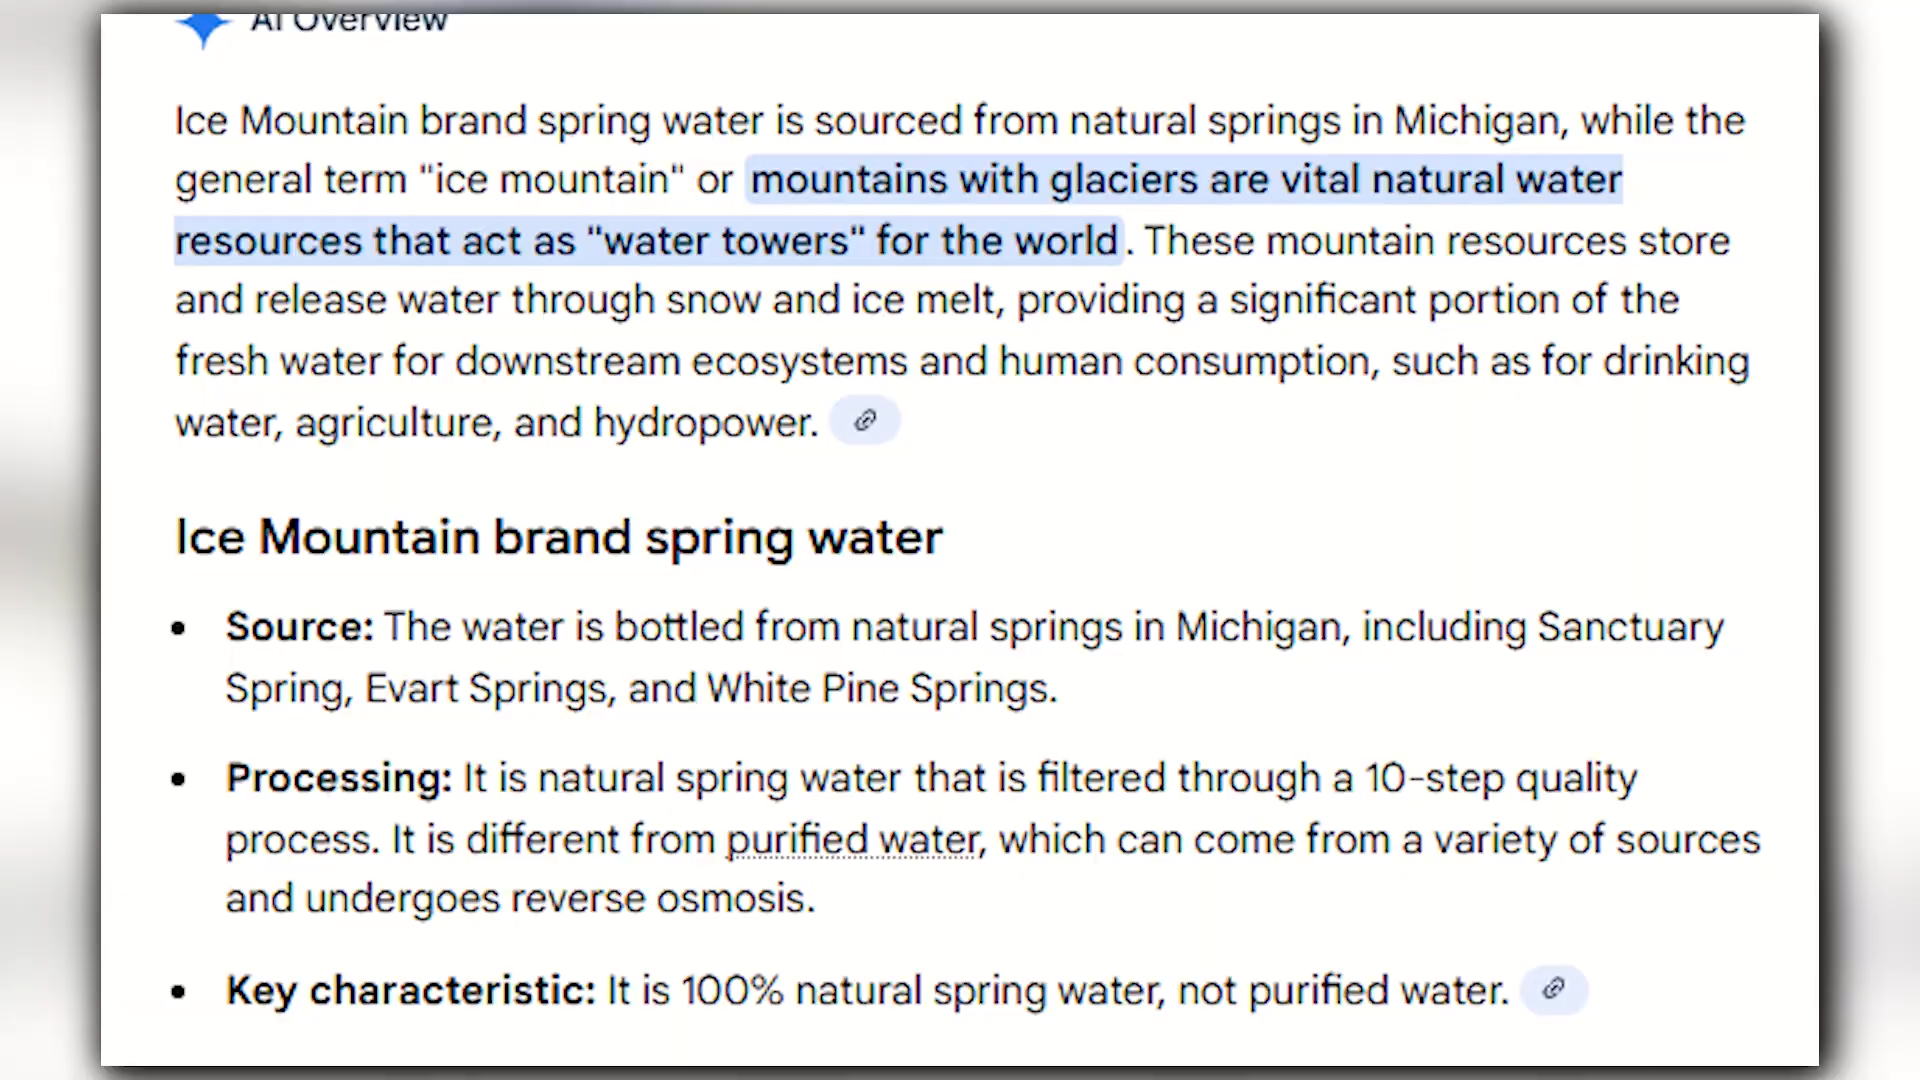 AI Overview
Ice Mountain brand spring water is sourced from natural springs in Michigan, while the
general term "ice mountain" or mountains with glaciers are vital natural water
resources that act as "water towers" for the world. These mountain resources store
and release water through snow and ice melt, providing a significant portion of the
fresh water for downstream ecosystems and human consumption, such as for drinking
water, agriculture, and hydropower.
Ice Mountain brand spring water
• Source: The water is bottled from natural springs in Michigan, including Sanctuary
Spring, Evart Springs, and White Pine Springs.
• Processing: It is natural spring water that is filtered through a 10-step quality
process. It is different from purified water, which can come from a variety of sources
and undergoes reverse osmosis.
• Key characteristic: It is 100% natural spring water, not purified water.